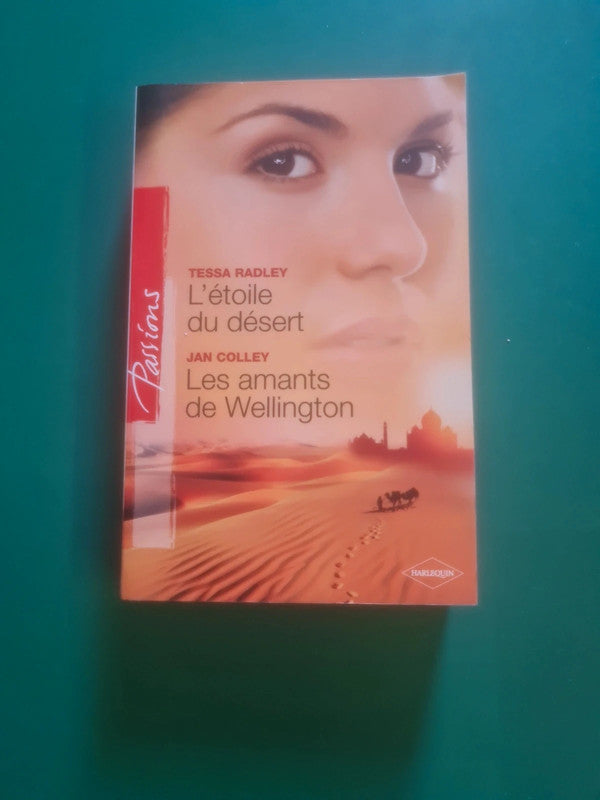 TESSA RADLEY
L'étoile
du désert
JAN COLLEY
Les amants
de Wellington
Passions
HARLEQUIN